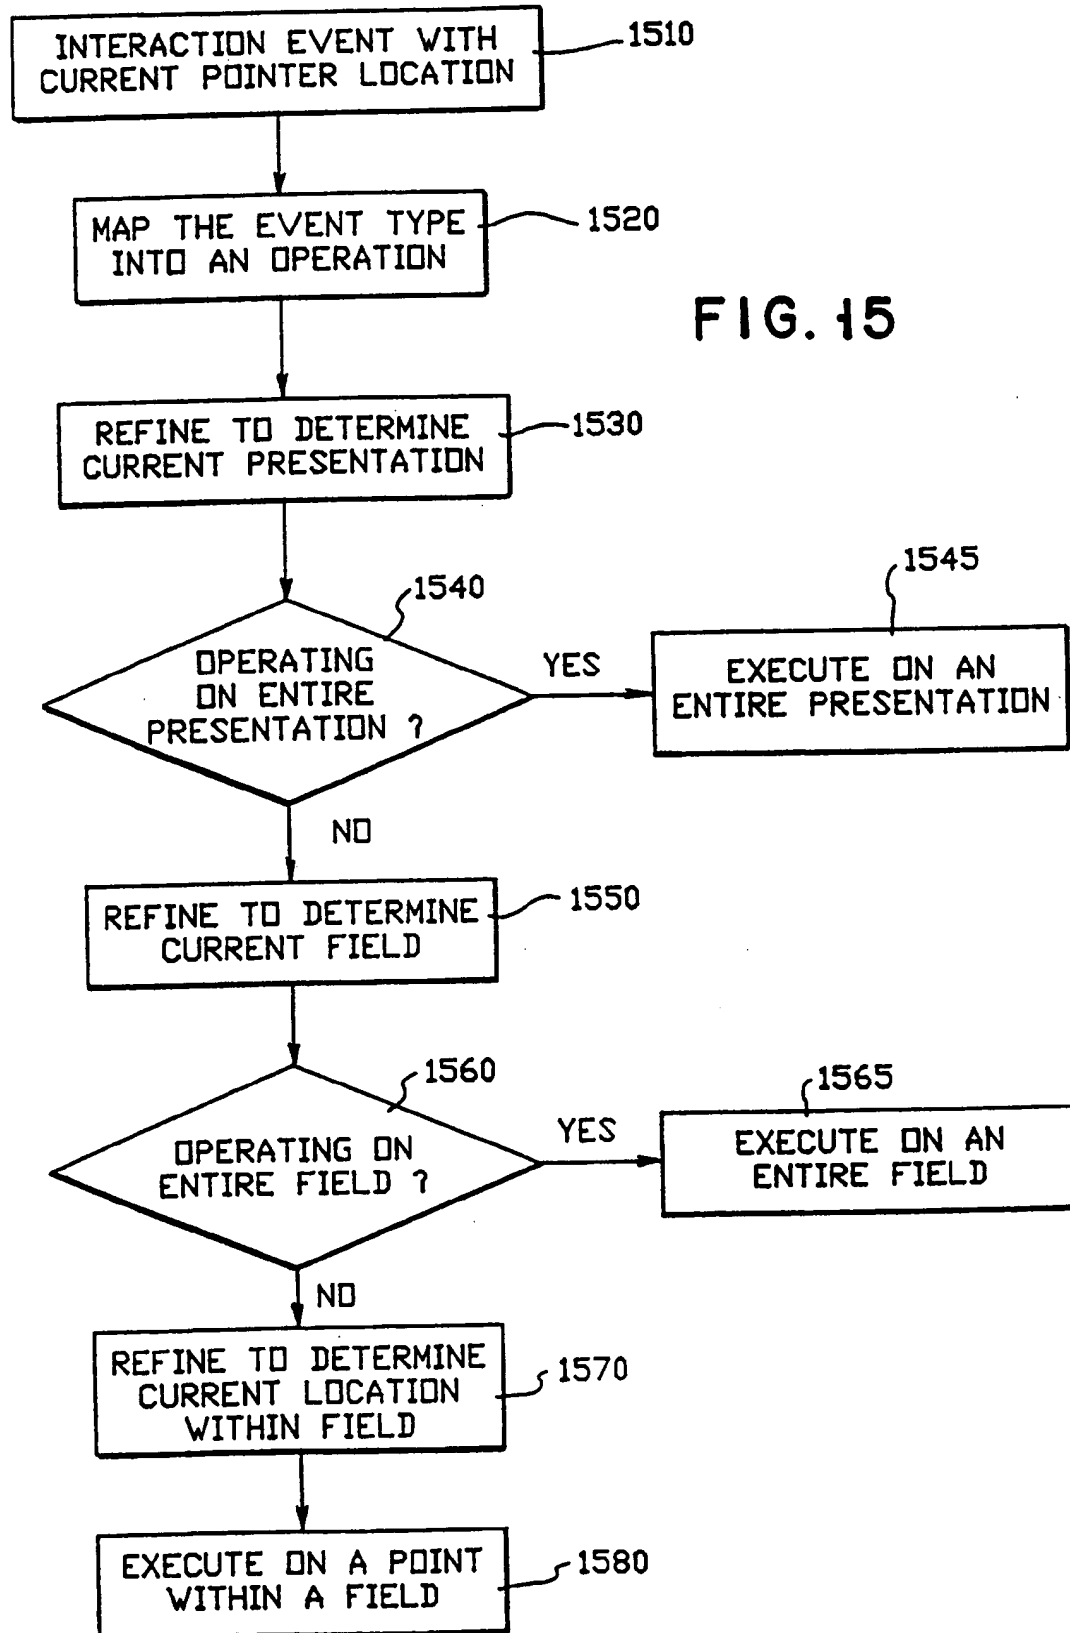 INTERACTION EVENT WITH
CURRENT POINTER LOCATION
1510
MAP THE EVENT TYPE
INTO AN OPERATION
1520
FIG. 15
REFINE TO DETERMINE
CURRENT PRESENTATION
1530
1540
OPERATING
ON ENTIRE
PRESENTATION ?
YES
1545
EXECUTE ON AN
ENTIRE PRESENTATION
NO
REFINE TO DETERMINE
CURRENT FIELD
1550
1560
OPERATING ON
ENTIRE FIELD ?
YES
1565
EXECUTE ON AN
ENTIRE FIELD
NO
REFINE TO DETERMINE
CURRENT LOCATION
WITHIN FIELD
1570
EXECUTE ON A POINT
WITHIN A FIELD
1580